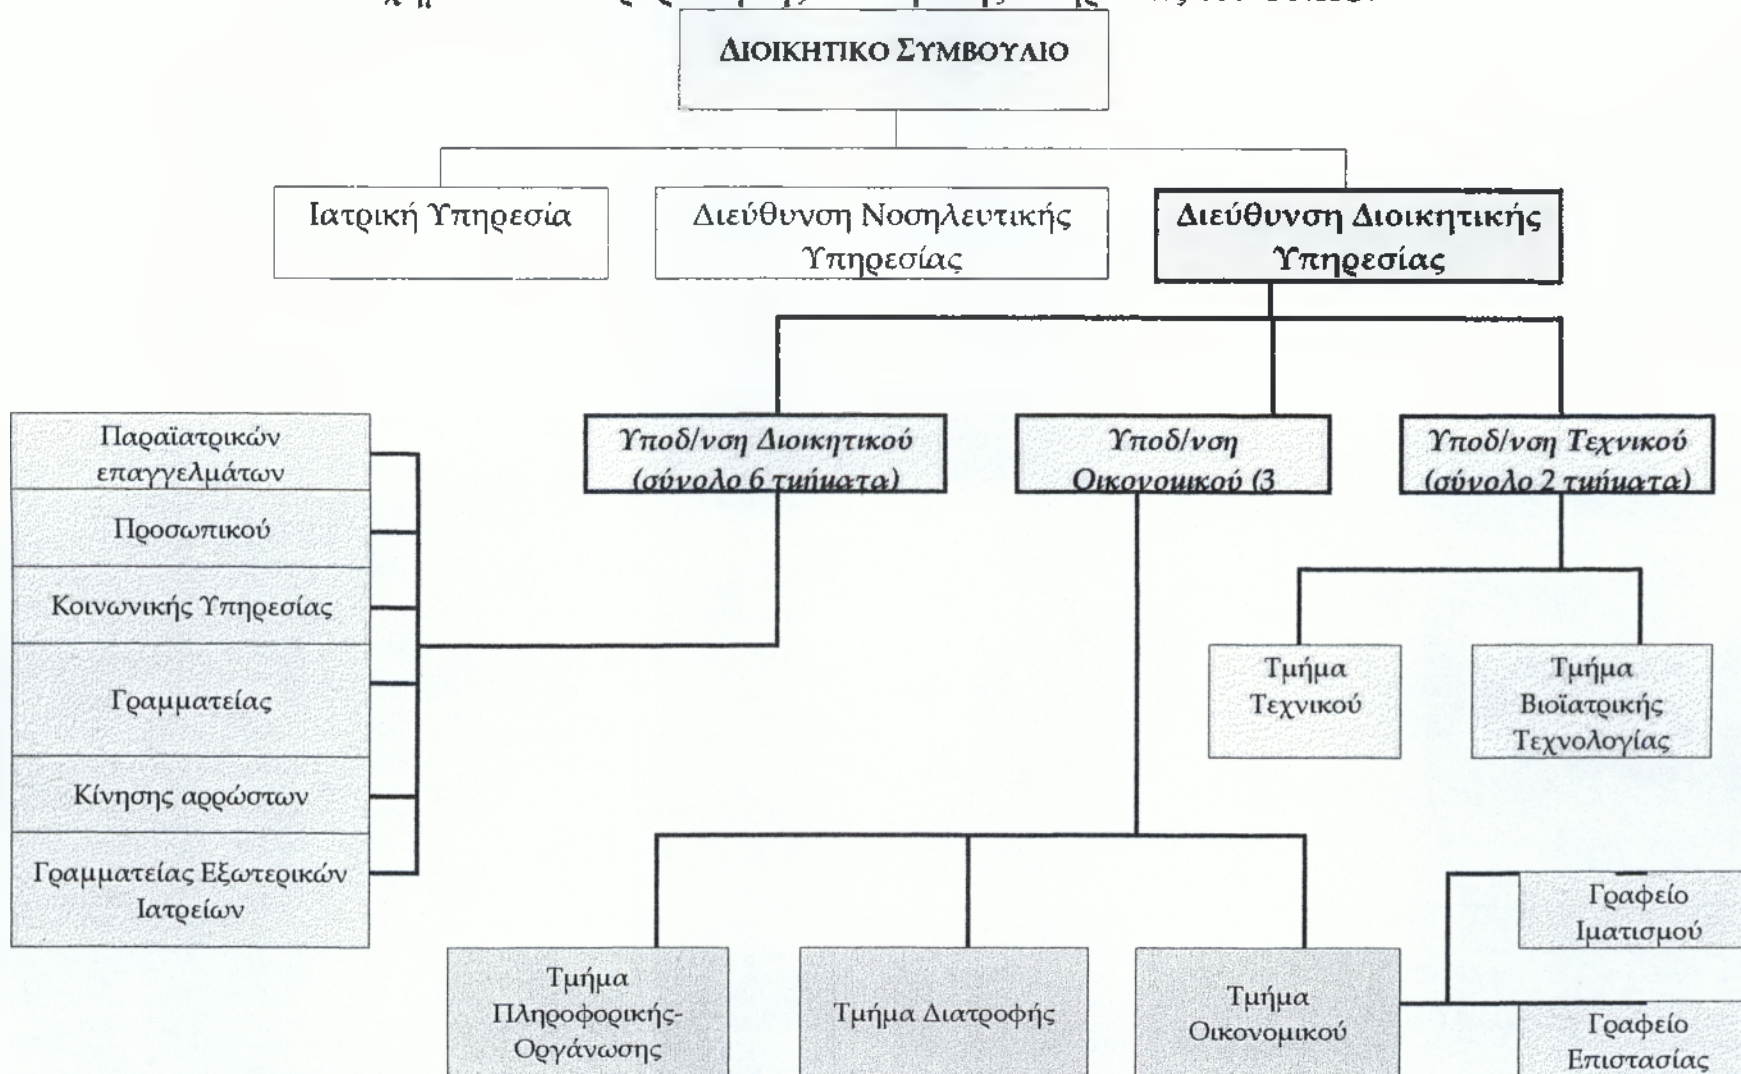 ΔΙΟΙΚΗΤΙΚΟ ΣΥΜΒΟΥΛΙΟ
Ιατρική Υπηρεσία
Διεύθυνση Νοσηλευτικής
Υπηρεσίας
Διεύθυνση Διοικητικής
Υπηρεσίας
Παραϊατρικών
επαγγελμάτων
Προσωπικού
Κοινωνικής Υπηρεσίας
Γραμματείας
Κίνησης αρρώστων
Γραμματείας Εξωτερικών
Ιατρείων
Υποδ/νση Διοικητικού
(σύνολο 6 τμήματα)
Υποδ/νση
Οικονομικού (3
Υποδ/νση Τεχνικού
(σύνολο 2 τμήματα)
Τμήμα
Τεχνικού
Τμήμα
Βιοϊατρικής
Τεχνολογίας
Τμήμα
Πληροφορικής-
Οργάνωσης
Τμήμα Διατροφής
Τμήμα
Οικονομικού
Γραφείο
Ιματισμού
Γραφείο
Επιστασίας